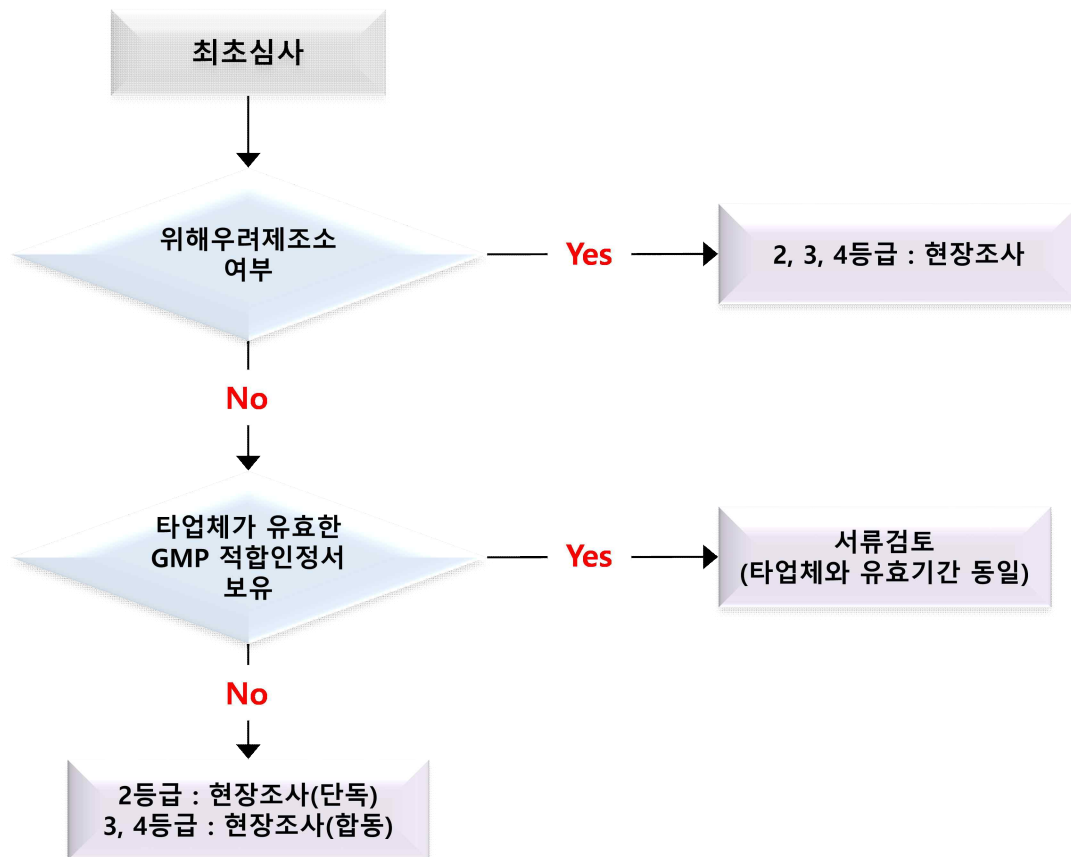 최초심사
위해우려제조소
여부
Yes
2, 3, 4등급 : 현장조사
No
타업체가 유효한
GMP 적합인정서
보유
Yes
서류검토
(타업체와 유효기간 동일)
No
2등급 : 현장조사(단독)
3, 4등급 : 현장조사(합동)